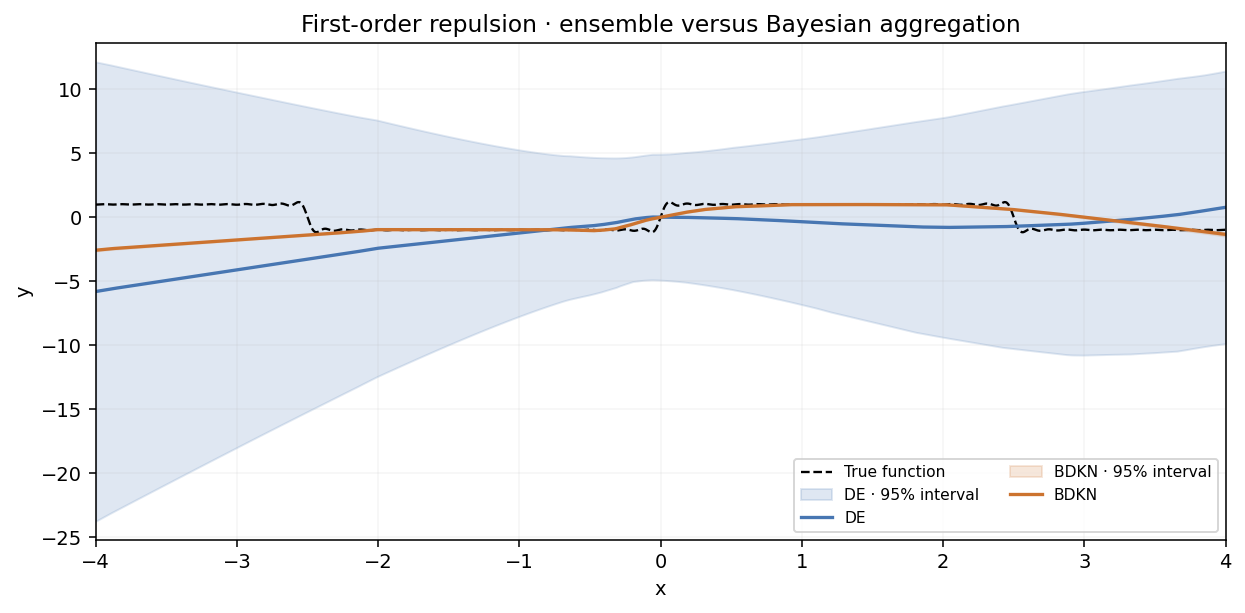 First-order repulsion · ensemble versus Bayesian aggregation
y
10
5
0
−5
−10
−15
−20
−25
−4
−3
−2
−1
0
1
2
3
4
x
True function
DE · 95% interval
DE
BDKN · 95% interval
BDKN